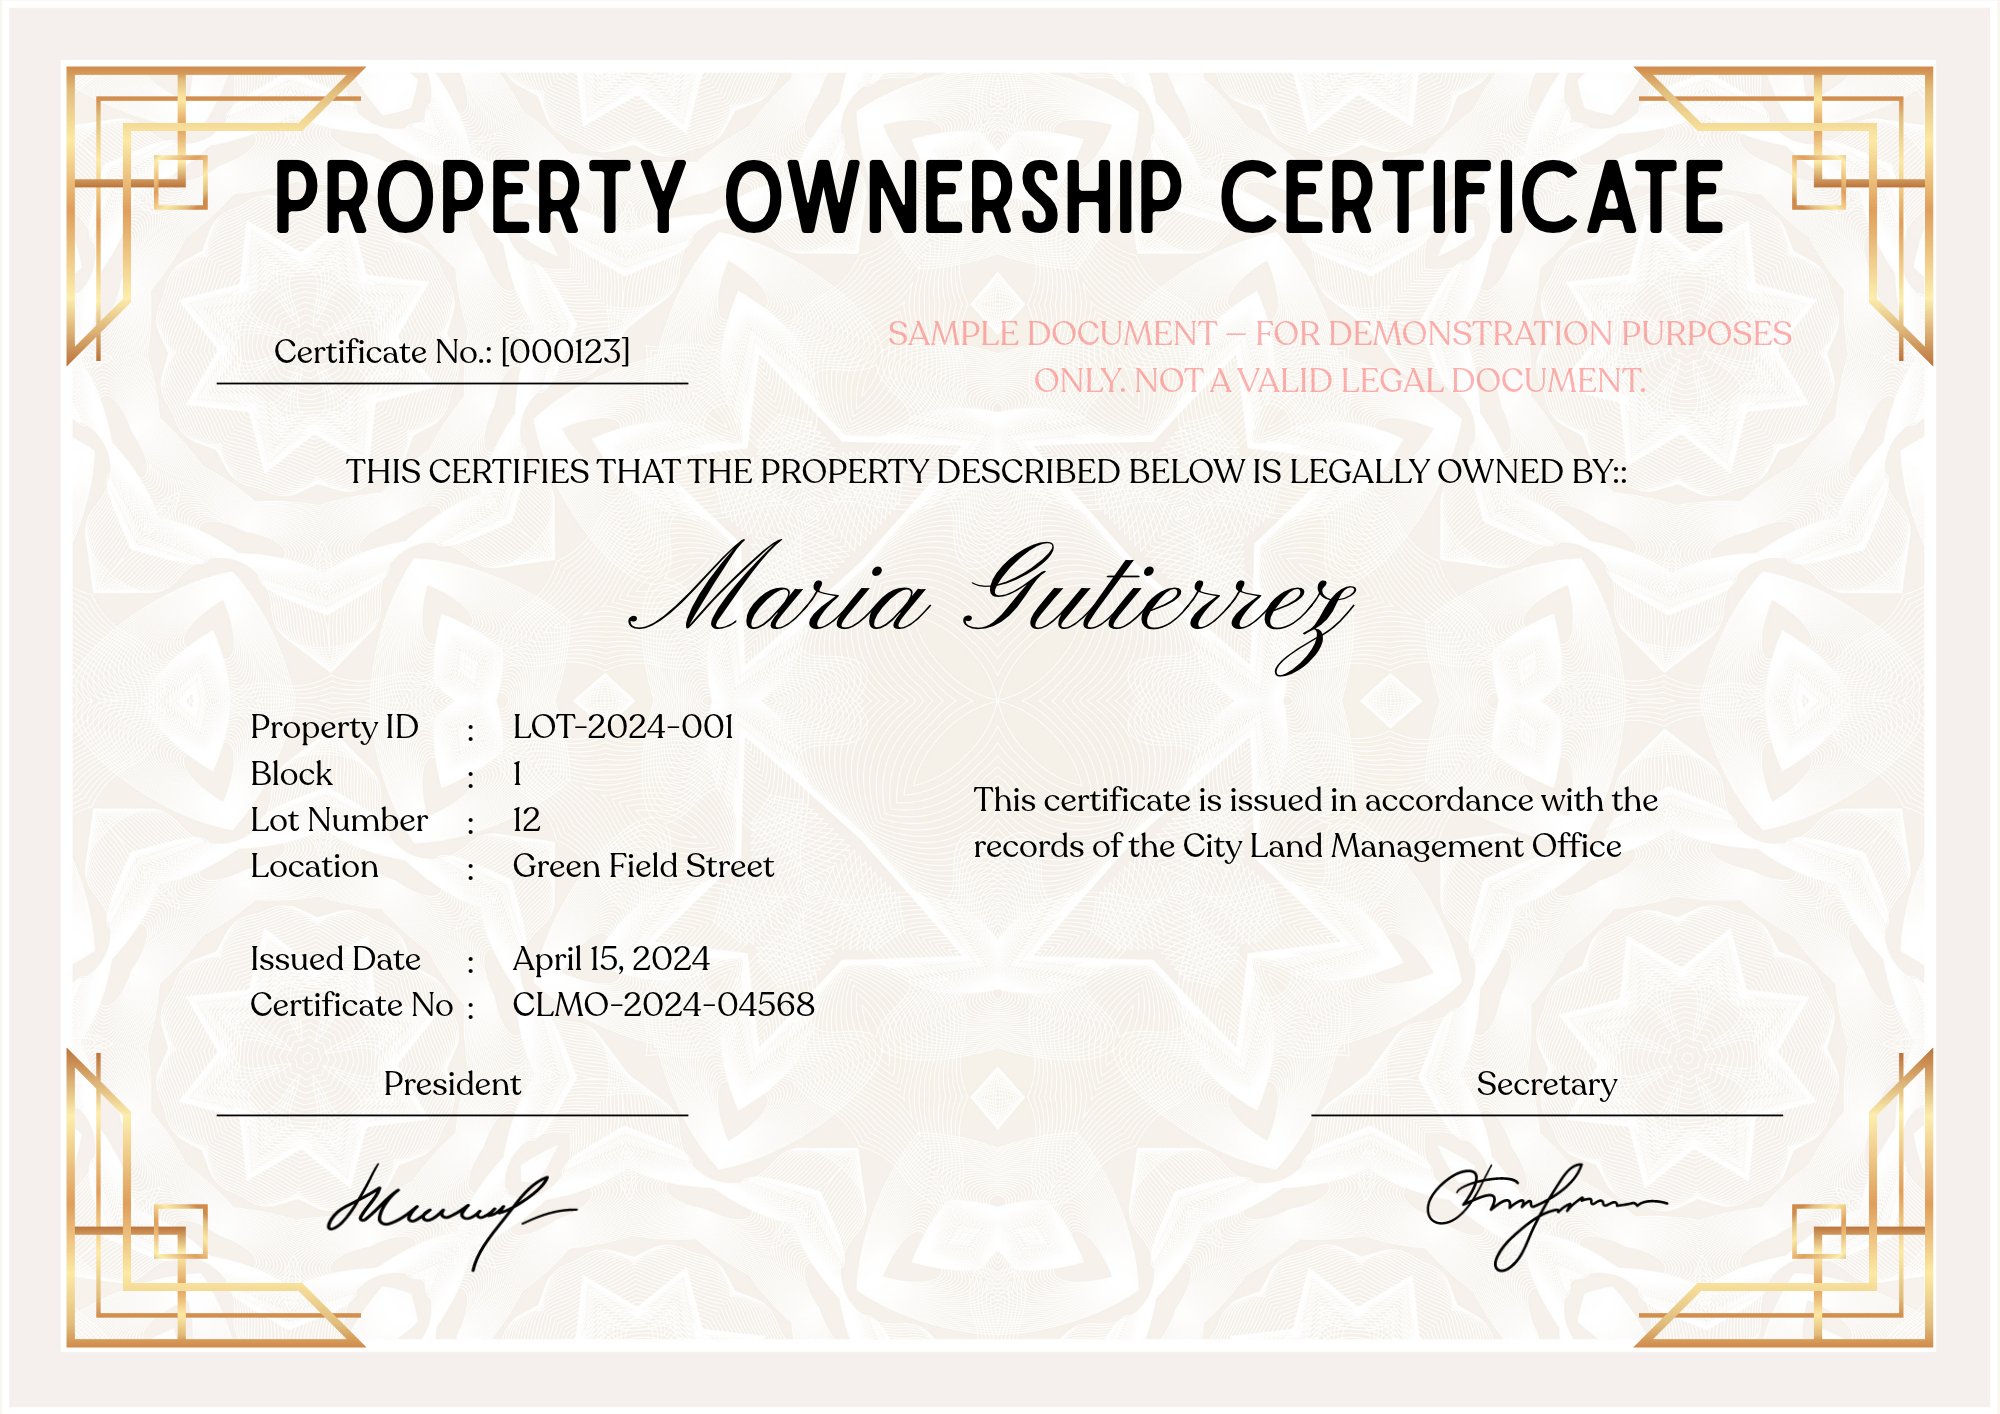 PROPERTY OWNERSHIP CERTIFICATE
Certificate No.: [000123]
SAMPLE DOCUMENT – FOR DEMONSTRATION PURPOSES
ONLY. NOT A VALID LEGAL DOCUMENT.
THIS CERTIFIES THAT THE PROPERTY DESCRIBED BELOW IS LEGALLY OWNED BY::
Maria Gutierrez
Property ID : LOT-2024-001
Block : 1
Lot Number : 12
Location : Green Field Street
This certificate is issued in accordance with the
records of the City Land Management Office
Issued Date : April 15, 2024
Certificate No : CLMO-2024-04568
President
Secretary